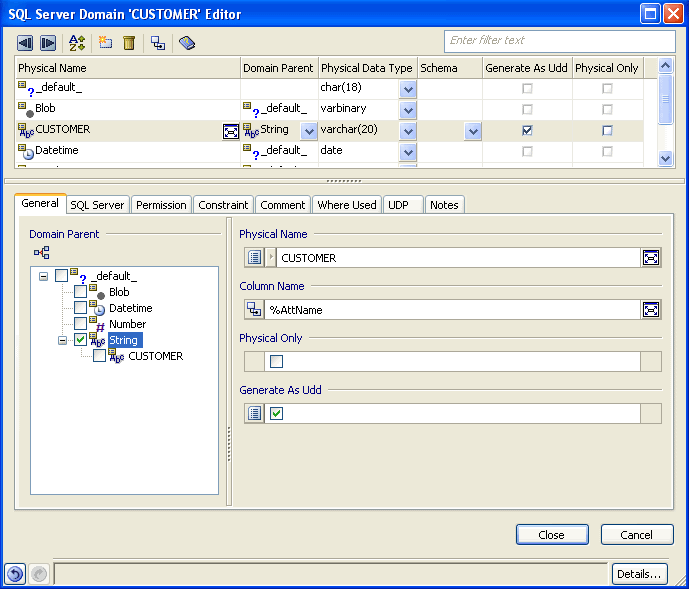 SQL Server Domain 'CUSTOMER' Editor
Enter filter text
Physical Name Domain Parent Physical Data Type Schema Generate As Udd Physical Only
_default_ char(18)
Blob _default_ varbinary
CUSTOMER String varchar(20)
Datetime _default_ date
General SQL Server Permission Constraint Comment Where Used UDP Notes
Domain Parent
_default_
Blob
Datetime
Number
String
CUSTOMER
Physical Name
CUSTOMER
Column Name
%AttName
Physical Only
Generate As Udd
Close Cancel
Details...